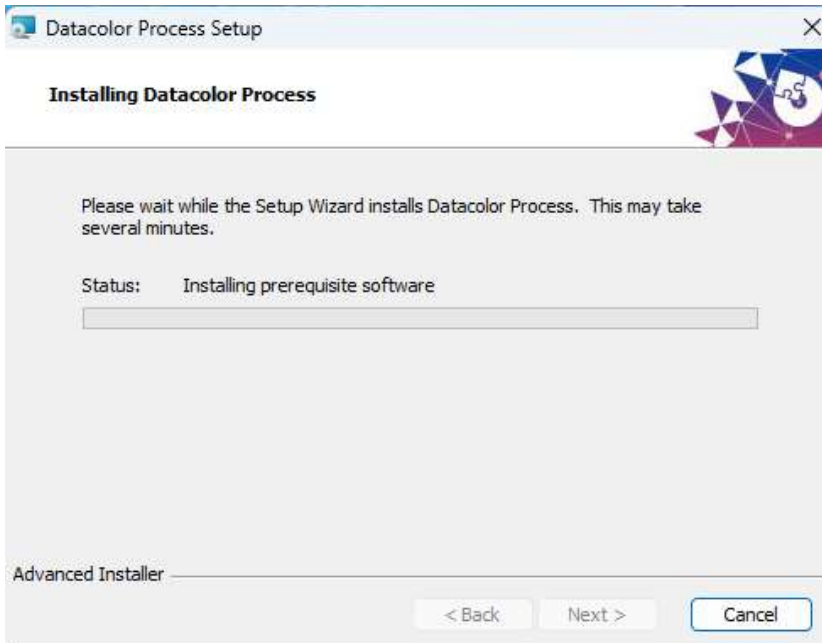 Datacolor Process Setup
Installing Datacolor Process
Please wait while the Setup Wizard installs Datacolor Process. This may take
several minutes.
Status: Installing prerequisite software
Advanced Installer
< Back Next > Cancel